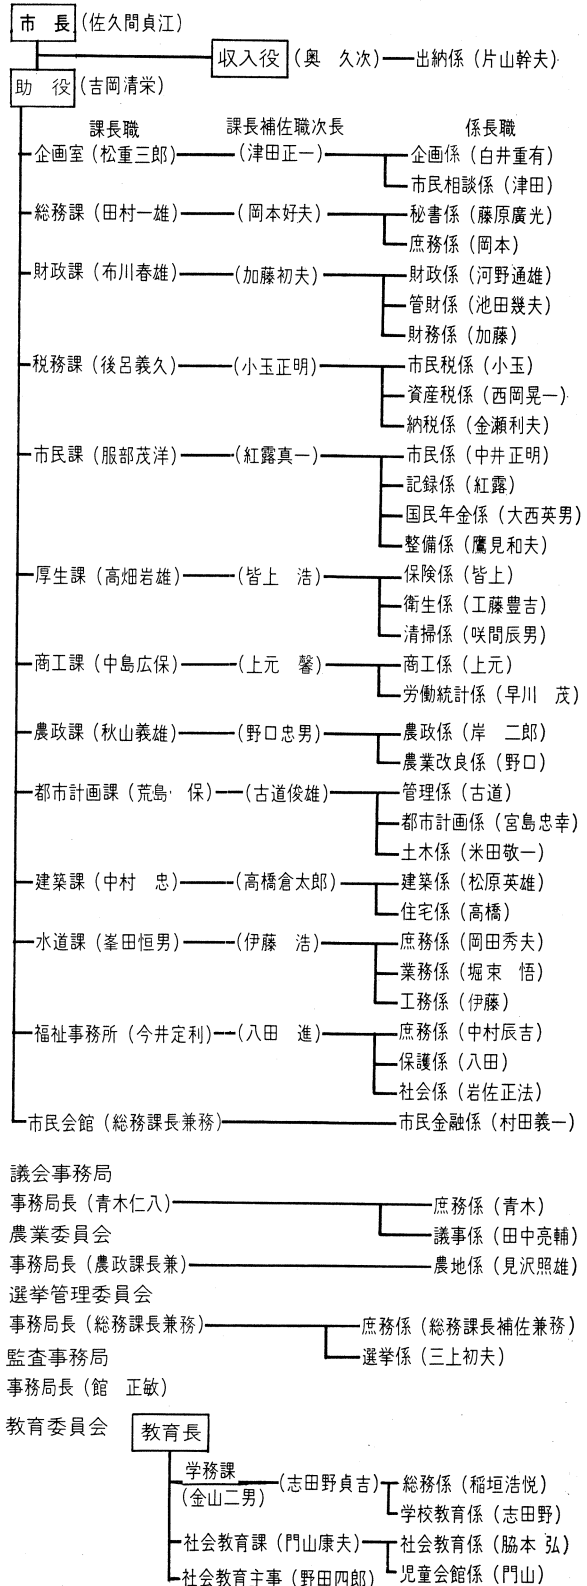 市長(佐久間貞江)
収入役(奥　久次)出納係(片山幹夫)
助役(吉岡清栄)
課長職　課長補佐職次長　係長職
企画室(松重三郎)(津田正一)企画係(白井重有)
市民相談係(津田)
総務課(田村一雄)(岡本好夫)秘書係(藤原廣光)
庶務係(岡本)
財政課(布川春雄)(加藤初夫)財政係(河野通雄)
管財係(池田幾夫)
財務係(加藤)
税務課(後呂義久)(小玉正明)市民税係(小玉)
資産税係(西岡晃一)
納税係(金瀬利夫)
市民課(服部茂洋)(紅露真一)市民係(中井正明)
記録係(紅露)
国民年金係(大西英男)
整備係(鷹見和夫)
厚生課(高畑岩雄)(皆上　浩)保険係(皆上)
衛生係(工藤豊吉)
清掃係(咲間辰男)
商工課(中島広保)(上元　馨)商工係(上元)
労働統計係(早川　茂)
農政課(秋山義雄)(野口忠男)農政係(岸　二郎)
農業改良係(野口)
都市計画課(荒島　保)(古道俊雄)管理係(古道)
都市計画係(宮島忠幸)
土木係(米田敬一)
建築課(中村　忠)(高橋倉太郎)建築係(松原英雄)
住宅係(高橋)
水道課(峯田恒男)(伊藤　浩)庶務係(岡田秀夫)
業務係(堀束　悟)
工務係(伊藤)
福祉事務所(今井定利)(八田　進)庶務係(中村辰吉)
保護係(八田)
社会係(岩佐正法)
市民会館(総務課長兼務)市民金融係(村田義一)
議会事務局
事務局長(青木仁八)庶務係(青木)
議事係(田中亮輔)
農業委員会
事務局長(農政課長兼)農地係(見沢照雄)
選挙管理委員会
事務局長(総務課長兼務)庶務係(総務課長補佐兼務)
選挙係(三上初夫)
監査事務局
事務局長(館　正敏)
教育委員会　教育長
学務課(金山二男)(志田野貞吉)総務係(稲垣浩悦)
学校教育係(志田野)
社会教育課(門山康夫)社会教育係(脇本 弘)
児童会館係(門山)
社会教育主事(野田四郎)